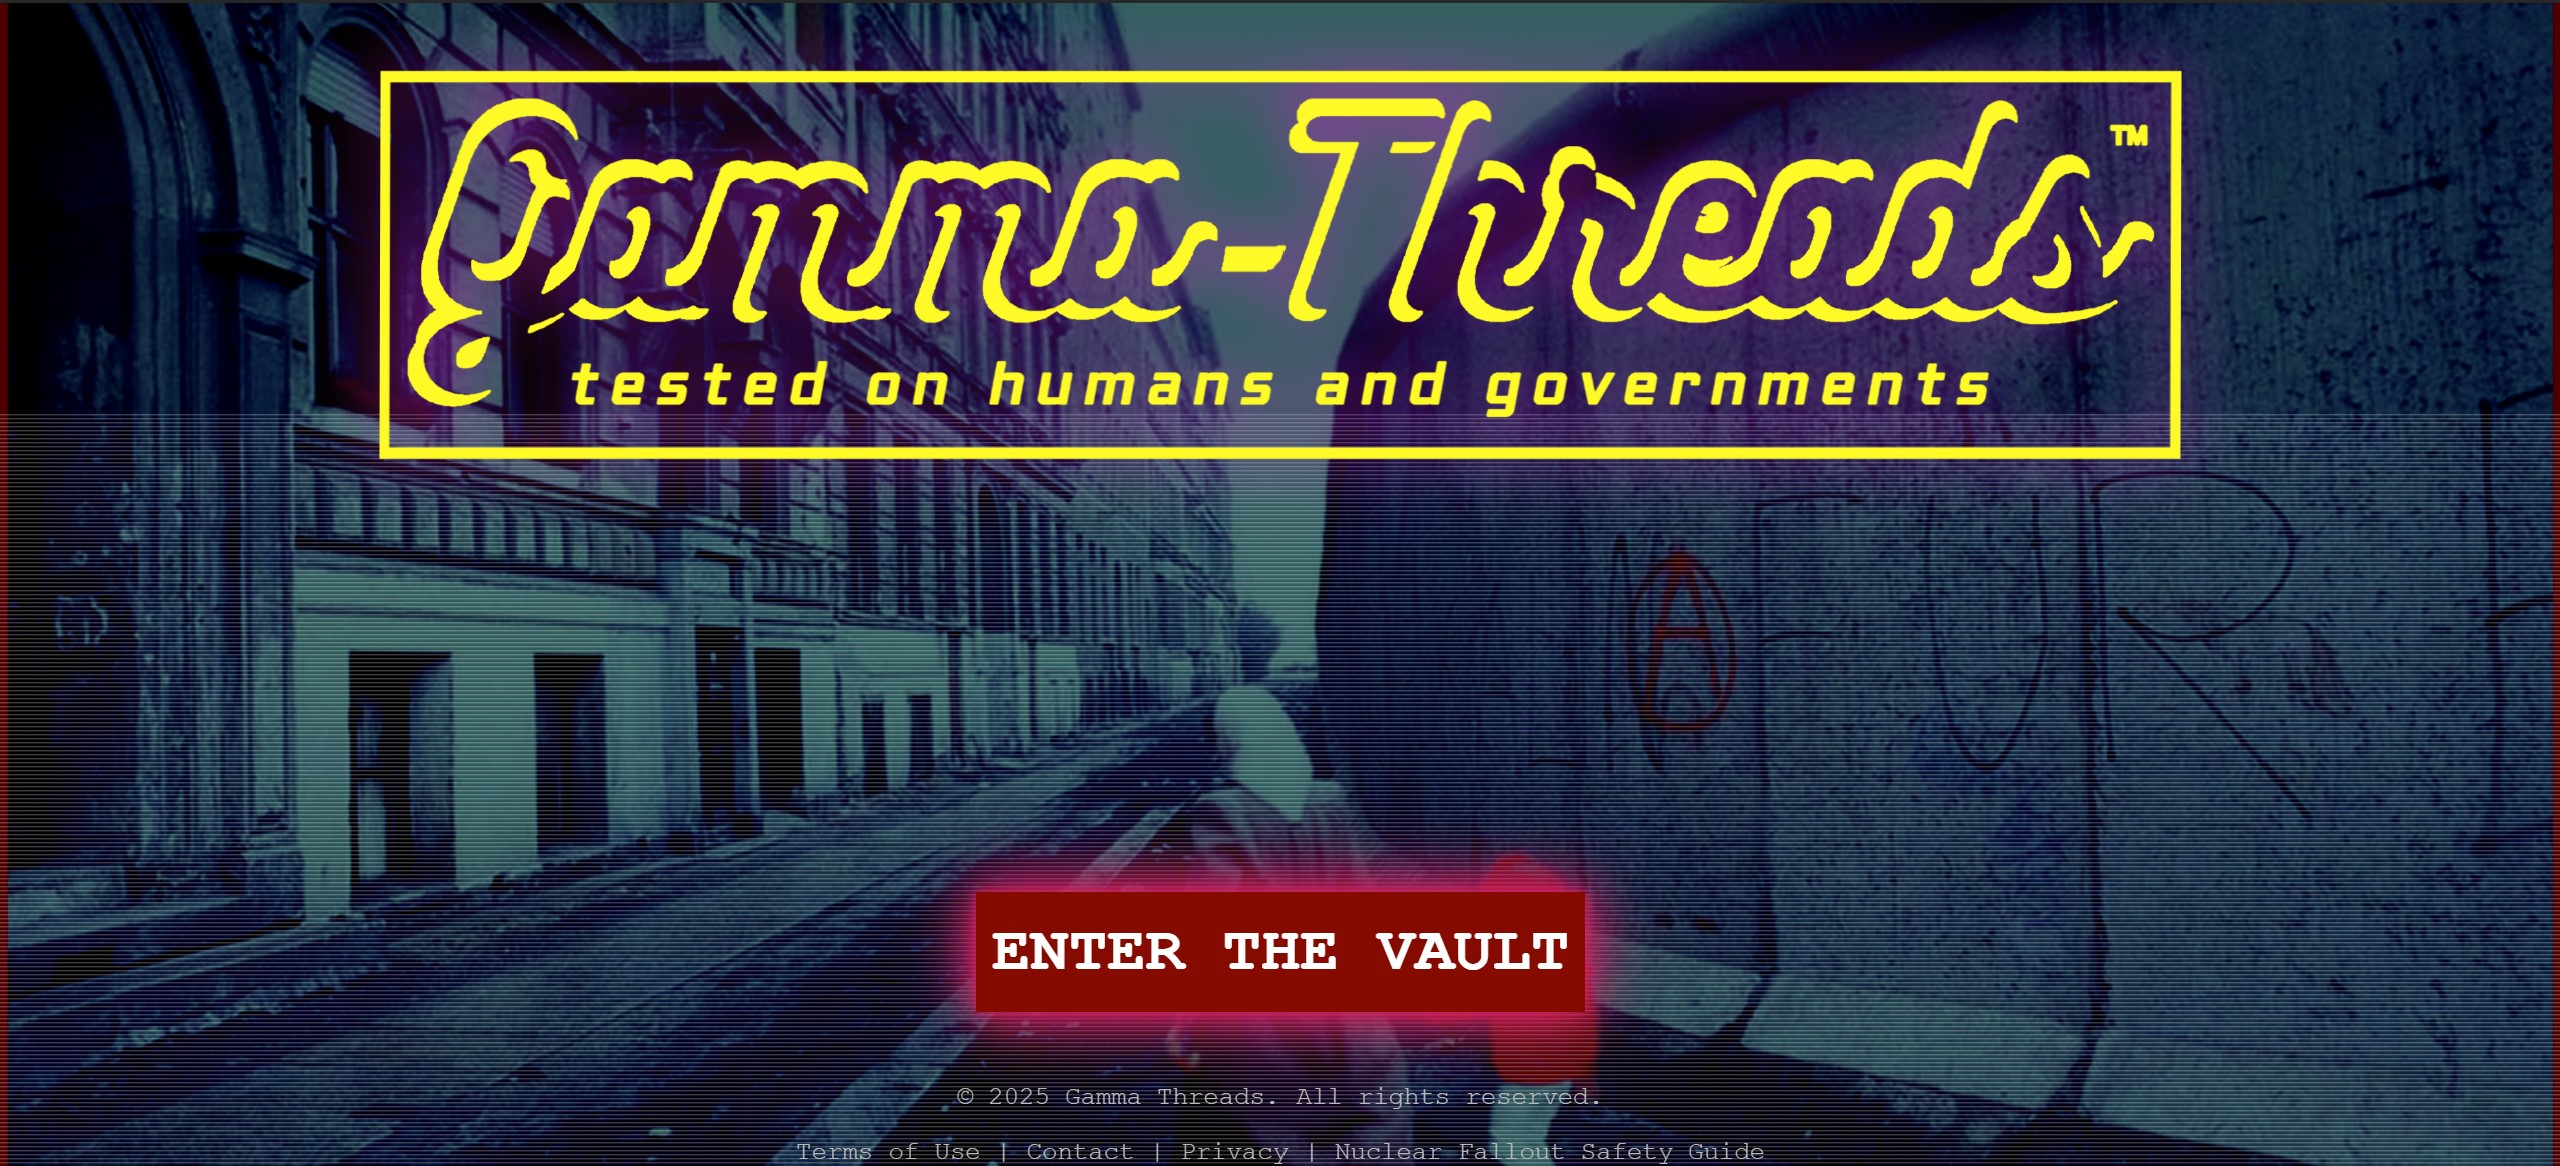 Gamma-Threads™
tested on humans and governments
A
ENTER THE VAULT
© 2025 Gamma Threads. All rights reserved.
Terms of Use | Contact | Privacy | Nuclear Fallout Safety Guide